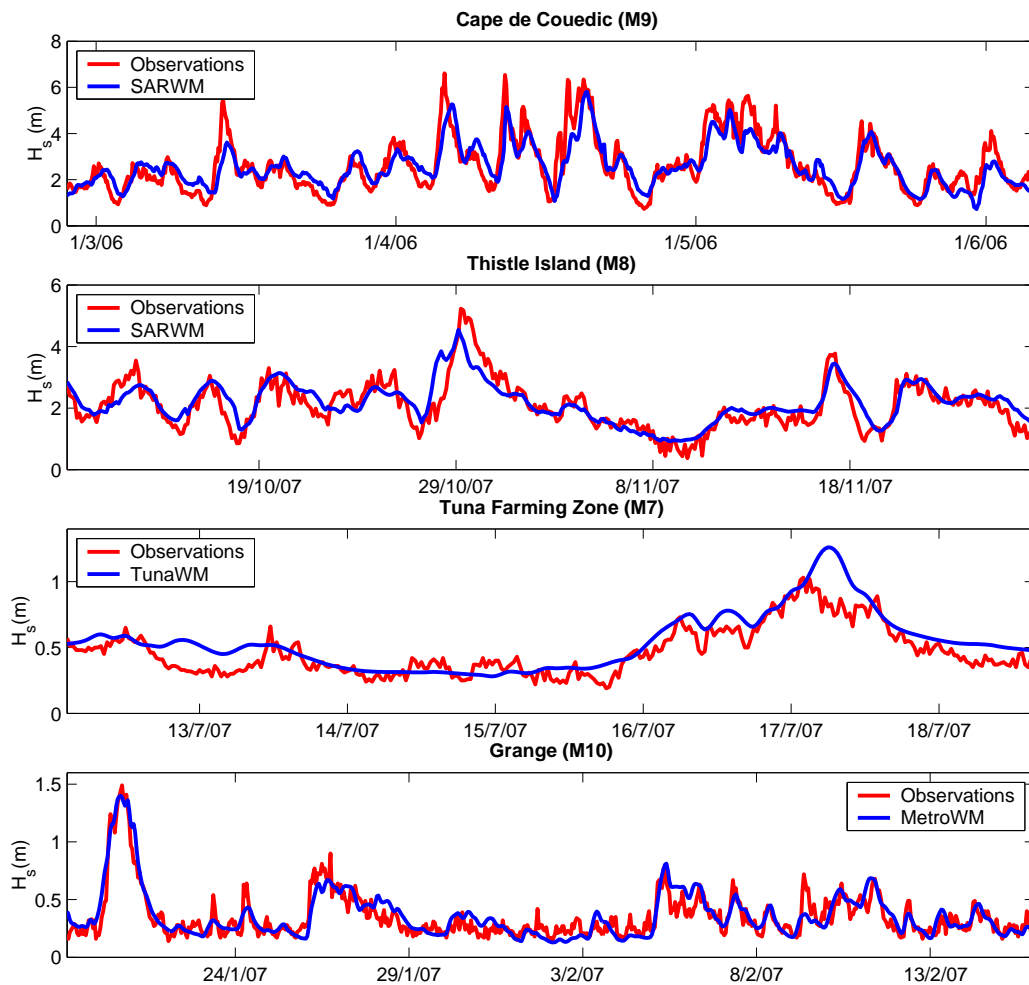 Cape de Couedic (M9)
8
6
4
2
0
H_s(m)
Observations
SARWM
1/3/06 1/4/06 1/5/06 1/6/06
Thistle Island (M8)
6
4
2
0
H_s(m)
Observations
SARWM
19/10/07 29/10/07 8/11/07 18/11/07
Tuna Farming Zone (M7)
1
0.5
0
H_s(m)
Observations
TunaWM
13/7/07 14/7/07 15/7/07 16/7/07 17/7/07 18/7/07
Grange (M10)
1.5
1
0.5
0
H_s(m)
Observations
MetroWM
24/1/07 29/1/07 3/2/07 8/2/07 13/2/07